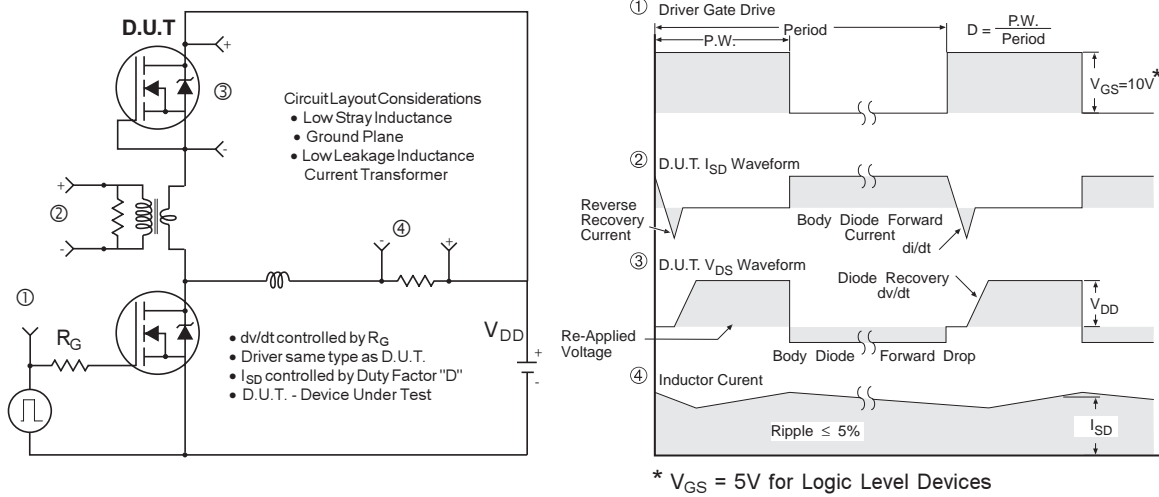 D.U.T
+
③
-
Circuit Layout Considerations
• Low Stray Inductance
• Ground Plane
• Low Leakage Inductance
Current Transformer
+
②
-
④
-
+
①
R_G
V_DD
+
-
• dv/dt controlled by R_G
• Driver same type as D.U.T.
• I_SD controlled by Duty Factor "D"
• D.U.T. - Device Under Test
① Driver Gate Drive
P.W.
Period
D = P.W. / Period
V_GS=10V*
② D.U.T. I_SD Waveform
Reverse
Recovery
Current
Body Diode Forward
Current
di/dt
③ D.U.T. V_DS Waveform
Diode Recovery
dv/dt
V_DD
Re-Applied
Voltage
Body Diode Forward Drop
④ Inductor Curent
Ripple ≤ 5%
I_SD
* V_GS = 5V for Logic Level Devices